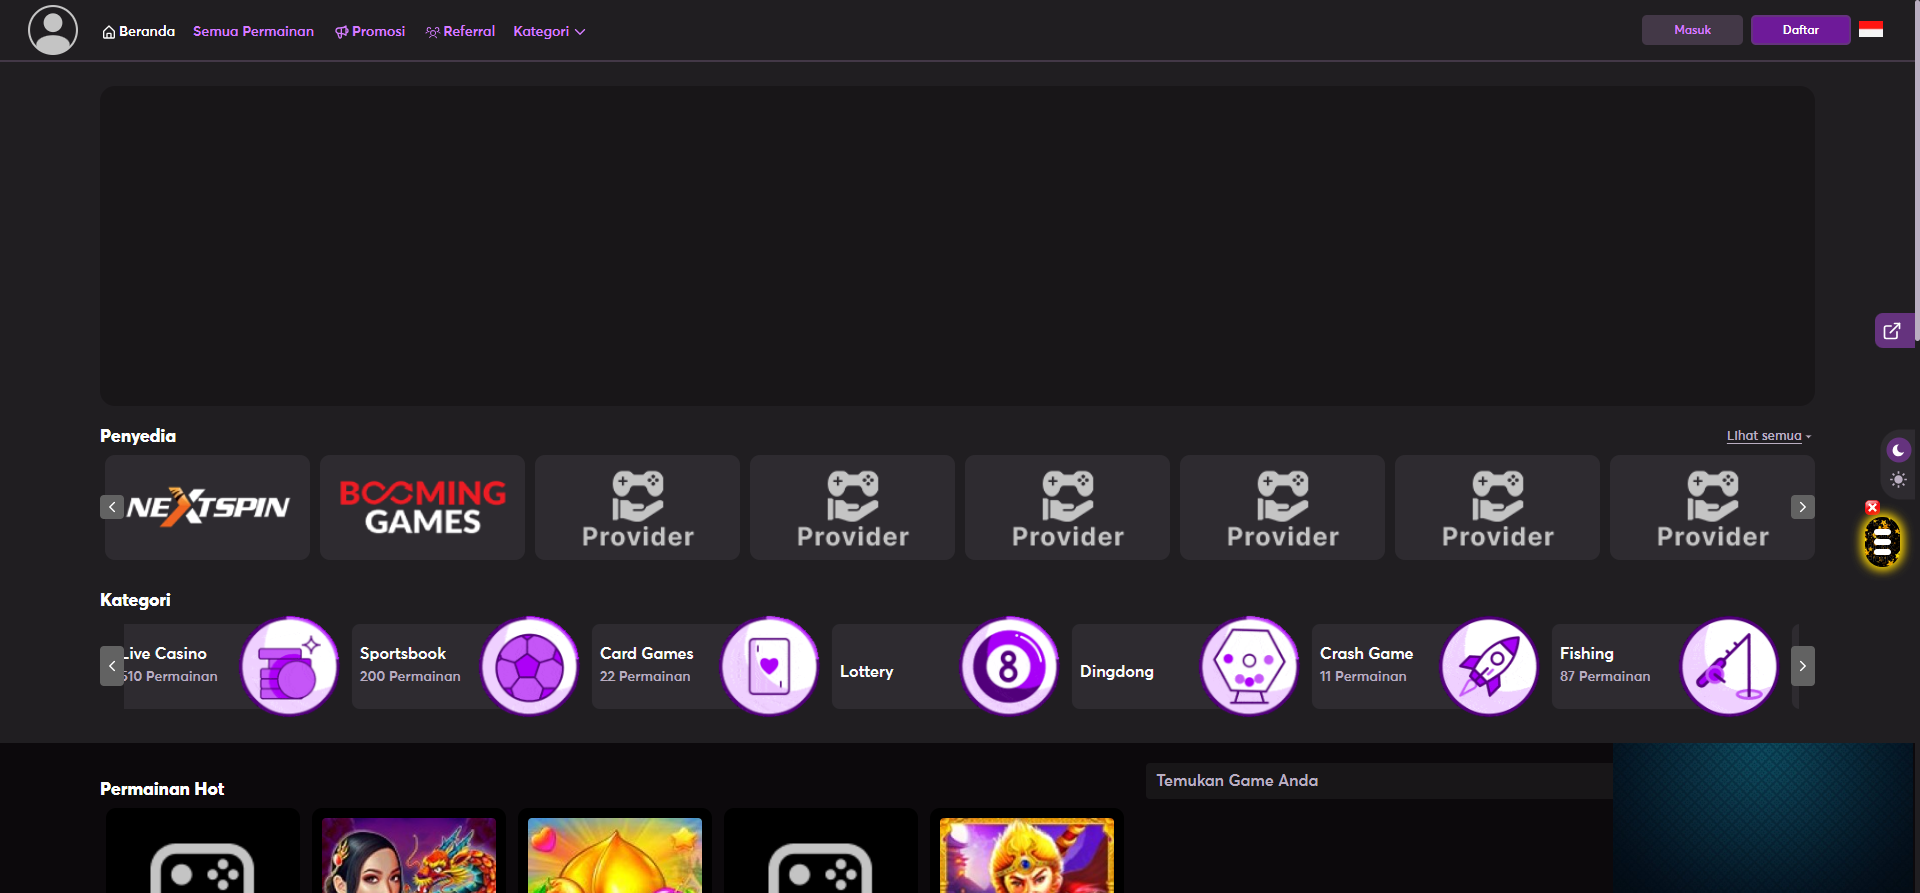 Beranda
Semua Permainan
Promosi
Referral
Kategori
Masuk
Daftar
Penyedia
LIhat semua
NEXTSPIN
BOOMING
GAMES
Provider
Provider
Provider
Provider
Provider
Provider
Kategori
Live Casino
510 Permainan
Sportsbook
200 Permainan
Card Games
22 Permainan
Lottery
8
Dingdong
Crash Game
11 Permainan
Fishing
87 Permainan
Permainan Hot
Temukan Game Anda